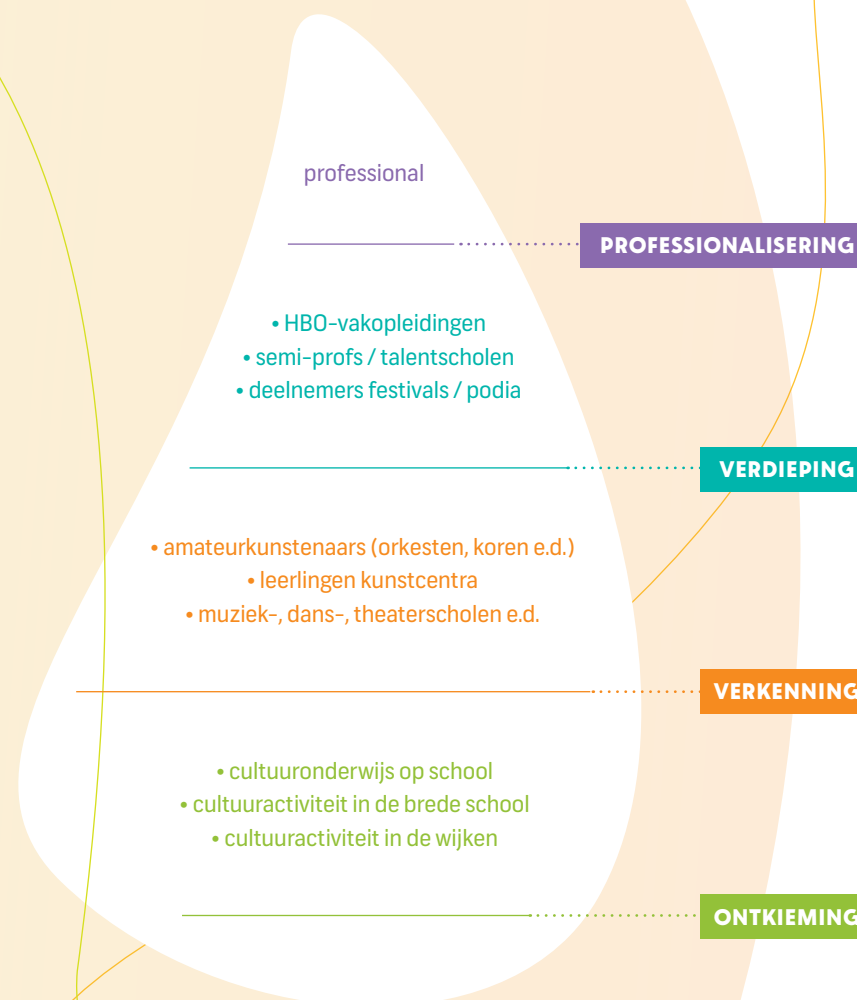 professional
PROFESSIONALISERING
• HBO-vakopleidingen
• semi-profs / talentscholen
• deelnemers festivals / podia
VERDIEPING
• amateurkunstenaars (orkesten, koren e.d.)
• leerlingen kunstcentra
• muziek-, dans-, theaterscholen e.d.
VERKENNING
• cultuuronderwijs op school
• cultuuractiviteit in de brede school
• cultuuractiviteit in de wijken
ONTKIEMING